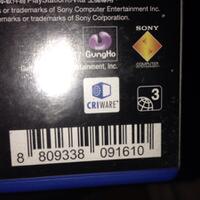 or trademarks of Sony Computer Entertainment Inc.
or trademarks of Sony Corporation.
GungHo
SONY
COMPUTER
Entertainment, Inc.
CRIWARE
3
8 809338 091610